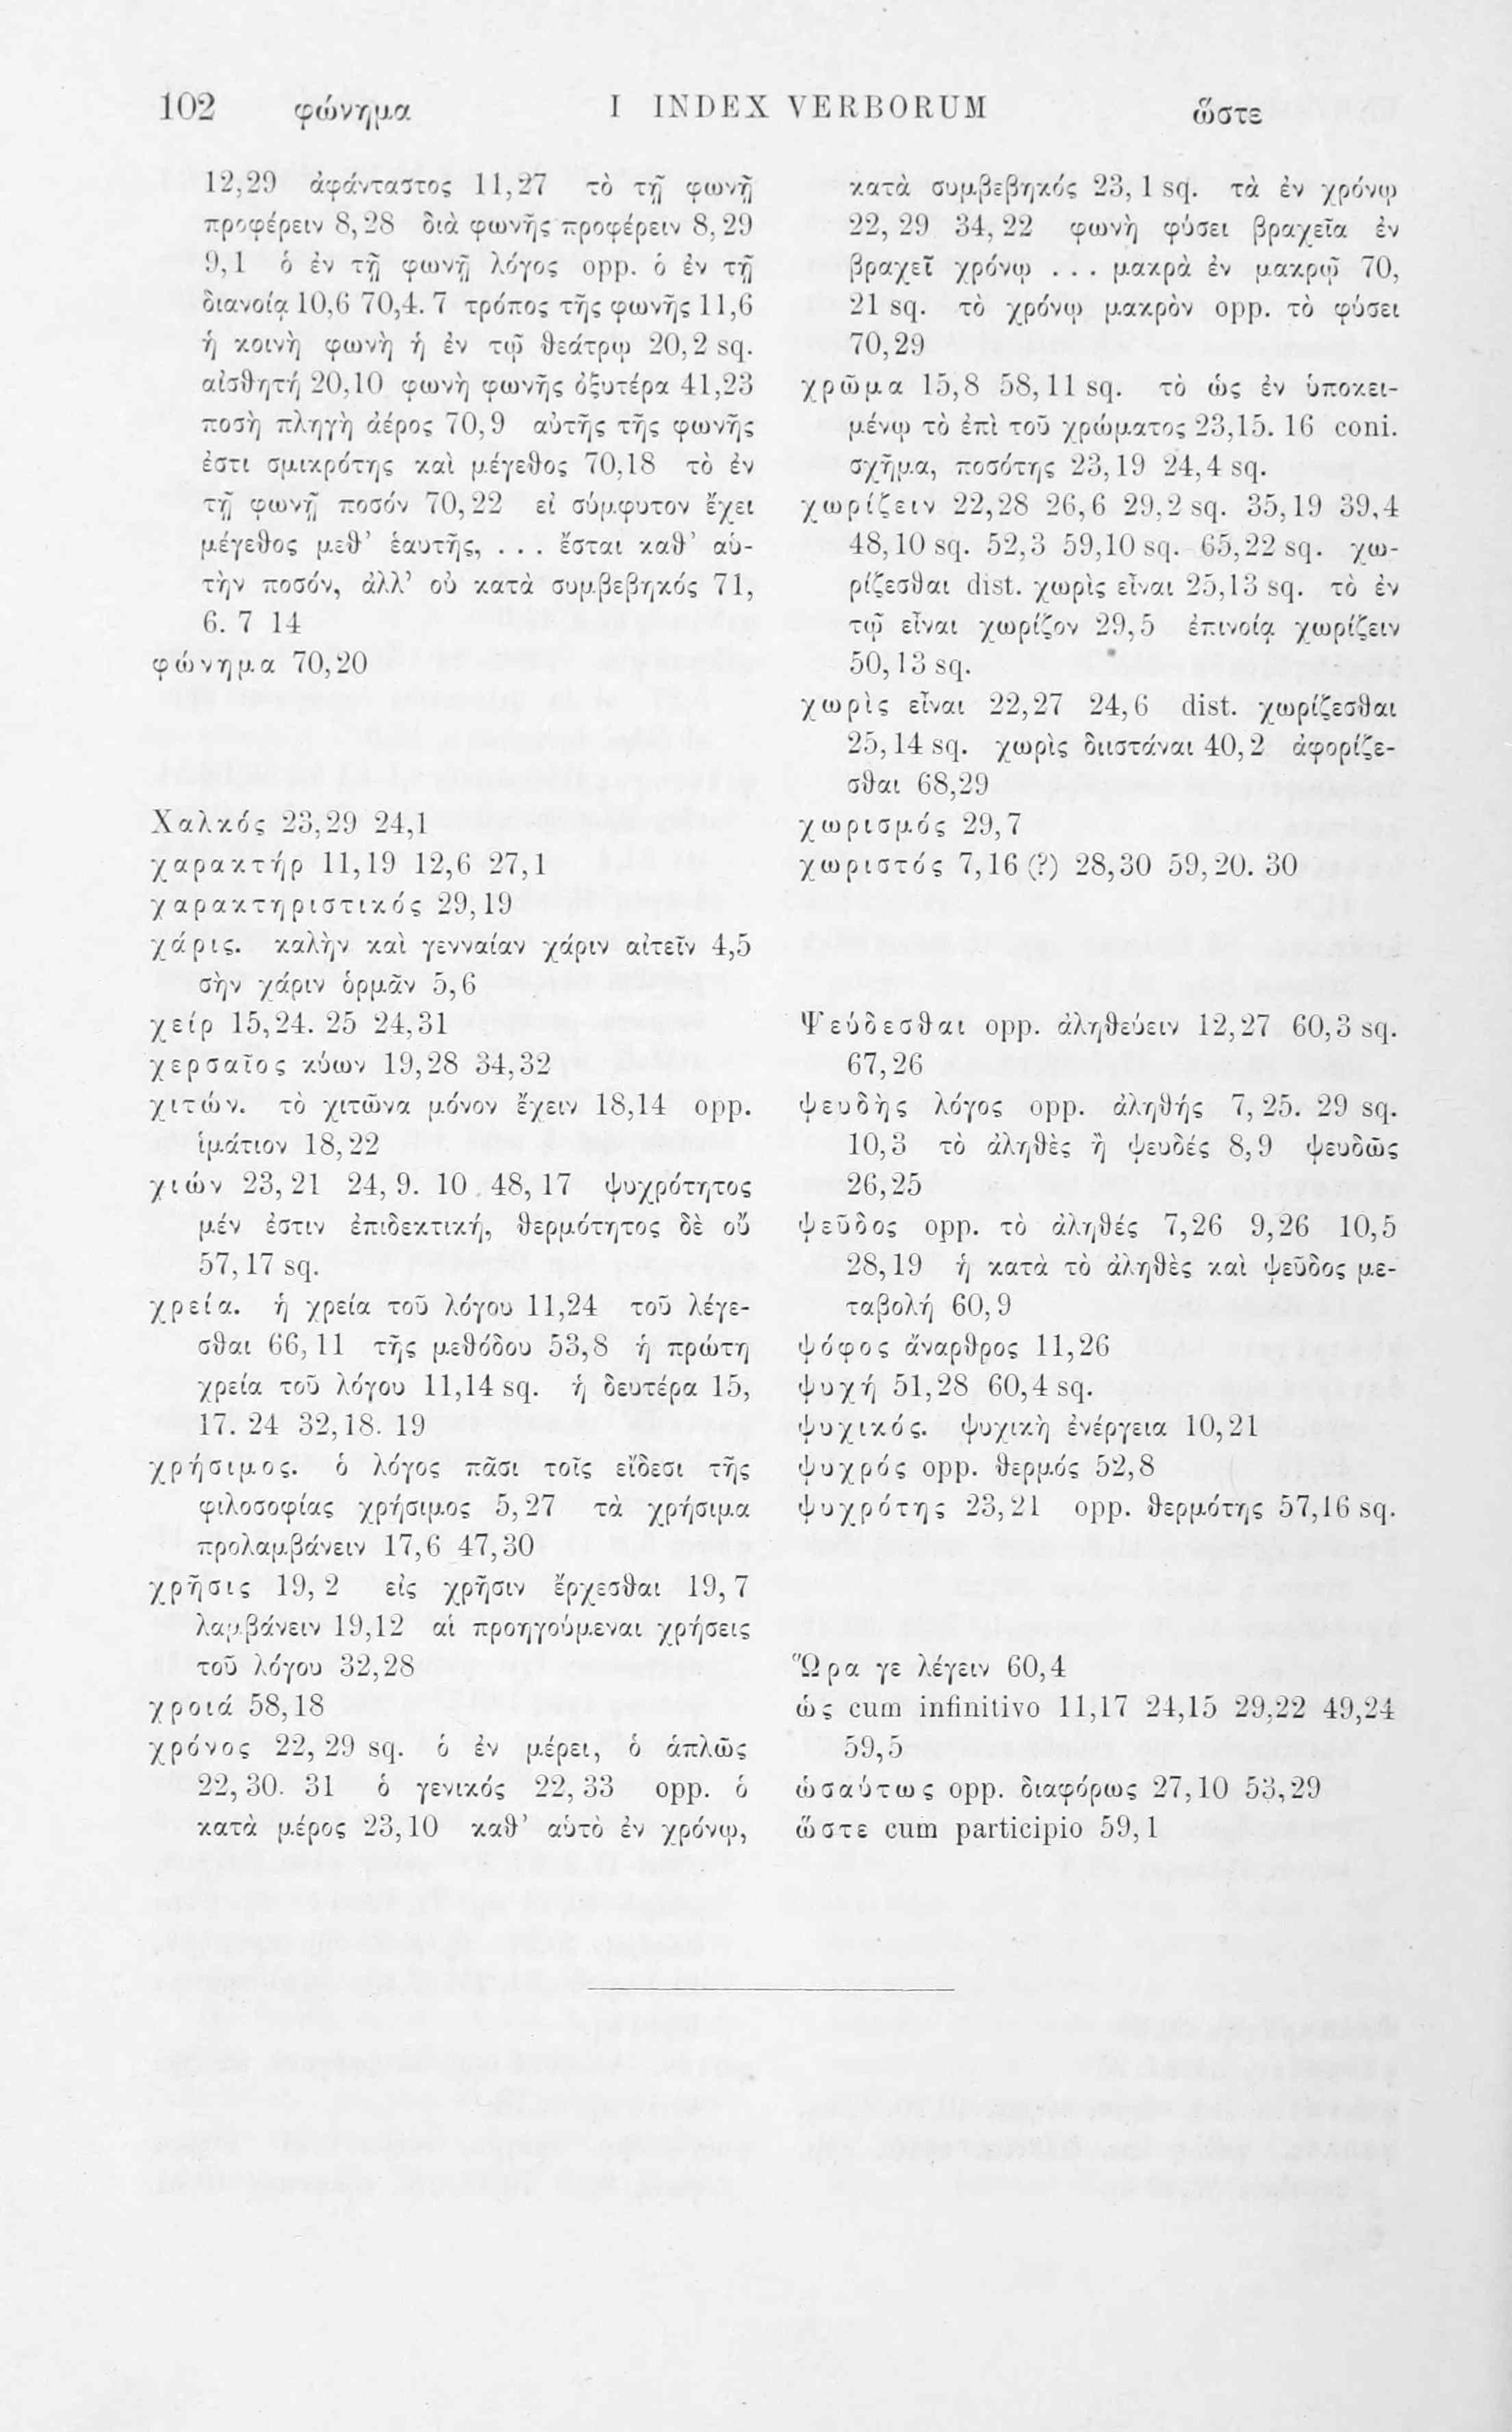 102 φώνημα I INDEX VERBORUM ὥστε
12,29 ἀφάνταστος 11,27 τὸ τῇ φωνῇ
προφέρειν 8,28 διὰ φωνῆς προφέρειν 8,29
9,1 ὁ ἐν τῇ φωνῇ λόγος opp. ὁ ἐν τῇ
διανοίᾳ 10,6 70,4. 7 τρόπος τῆς φωνῆς 11,6
ἡ κοινὴ φωνὴ ἡ ἐν τῷ θεάτρῳ 20,2 sq.
αἰσθητή 20,10 φωνὴ φωνῆς ὀξυτέρα 41,23
ποσὴ πληγὴ ἀέρος 70,9 αὐτῆς τῆς φωνῆς
ἐστι σμικρότης καὶ μέγεθος 70,18 τὸ ἐν
τῇ φωνῇ ποσόν 70,22 εἰ σύμφυτον ἔχει
μέγεθος μεθ’ ἑαυτῆς, . . . ἔσται καθ’ αὑ-
τὴν ποσόν, ἀλλ’ οὐ κατὰ συμβεβηκός 71,
6. 7 14
φώνημα 70,20
Χαλκός 23,29 24,1
χαρακτήρ 11,19 12,6 27,1
χαρακτηριστικός 29,19
χάρις. καλὴν καὶ γενναίαν χάριν αἰτεῖν 4,5
σὴν χάριν ὁρμᾶν 5,6
χείρ 15,24. 25 24,31
χερσαῖος κύων 19,28 34,32
χιτών. τὸ χιτῶνα μόνον ἔχειν 18,14 opp.
ἱμάτιον 18,22
χιών 23,21 24,9. 10 48,17 ψυχρότητος
μέν ἐστιν ἐπιδεκτική, θερμότητος δὲ οὔ
57,17 sq.
χρεία. ἡ χρεία τοῦ λόγου 11,24 τοῦ λέγε-
σθαι 66,11 τῆς μεθόδου 53,8 ἡ πρώτη
χρεία τοῦ λόγου 11,14 sq. ἡ δευτέρα 15,
17. 24 32,18. 19
χρήσιμος. ὁ λόγος πᾶσι τοῖς εἴδεσι τῆς
φιλοσοφίας χρήσιμος 5,27 τὰ χρήσιμα
προλαμβάνειν 17,6 47,30
χρῆσις 19,2 εἰς χρῆσιν ἔρχεσθαι 19,7
λαμβάνειν 19,12 αἱ προηγούμεναι χρήσεις
τοῦ λόγου 32,28
χροιά 58,18
χρόνος 22,29 sq. ὁ ἐν μέρει, ὁ ἁπλῶς
22,30. 31 ὁ γενικός 22,33 opp. ὁ
κατὰ μέρος 23,10 καθ’ αὑτὸ ἐν χρόνῳ,
κατὰ συμβεβηκός 23,1 sq. τὰ ἐν χρόνῳ
22,29 34,22 φωνὴ φύσει βραχεῖα ἐν
βραχεῖ χρόνῳ . . . μακρὰ ἐν μακρῷ 70,
21 sq. τὸ χρόνῳ μακρὸν opp. τὸ φύσει
70,29
χρῶμα 15,8 58,11 sq. τὸ ὡς ἐν ὑποκει-
μένῳ τὸ ἐπὶ τοῦ χρώματος 23,15. 16 coni.
σχῆμα, ποσότης 23,19 24,4 sq.
χωρίζειν 22,28 26,6 29,2 sq. 35,19 39,4
48,10 sq. 52,3 59,10 sq. 65,22 sq. χω-
ρίζεσθαι dist. χωρὶς εἶναι 25,13 sq. τὸ ἐν
τῷ εἶναι χωρίζον 29,5 ἐπινοίᾳ χωρίζειν
50,13 sq.
χωρὶς εἶναι 22,27 24,6 dist. χωρίζεσθαι
25,14 sq. χωρὶς διιστάναι 40,2 ἀφορίζε-
σθαι 68,29
χωρισμός 29,7
χωριστός 7,16 (?) 28,30 59,20. 30
Ψεύδεσθαι opp. ἀληθεύειν 12,27 60,3 sq.
67,26
ψευδὴς λόγος opp. ἀληθής 7,25. 29 sq.
10,3 τὸ ἀληθὲς ἢ ψευδές 8,9 ψευδῶς
26,25
ψεῦδος opp. τὸ ἀληθές 7,26 9,26 10,5
28,19 ἡ κατὰ τὸ ἀληθὲς καὶ ψεῦδος με-
ταβολή 60,9
ψόφος ἄναρθρος 11,26
ψυχή 51,28 60,4 sq.
ψυχικός. ψυχικὴ ἐνέργεια 10,21
ψυχρός opp. θερμός 52,8
ψυχρότης 23,21 opp. θερμότης 57,16 sq.
Ὥρα γε λέγειν 60,4
ὡς cum infinitivo 11,17 24,15 29,22 49,24
59,5
ὡσαύτως opp. διαφόρως 27,10 53,29
ὥστε cum participio 59,1